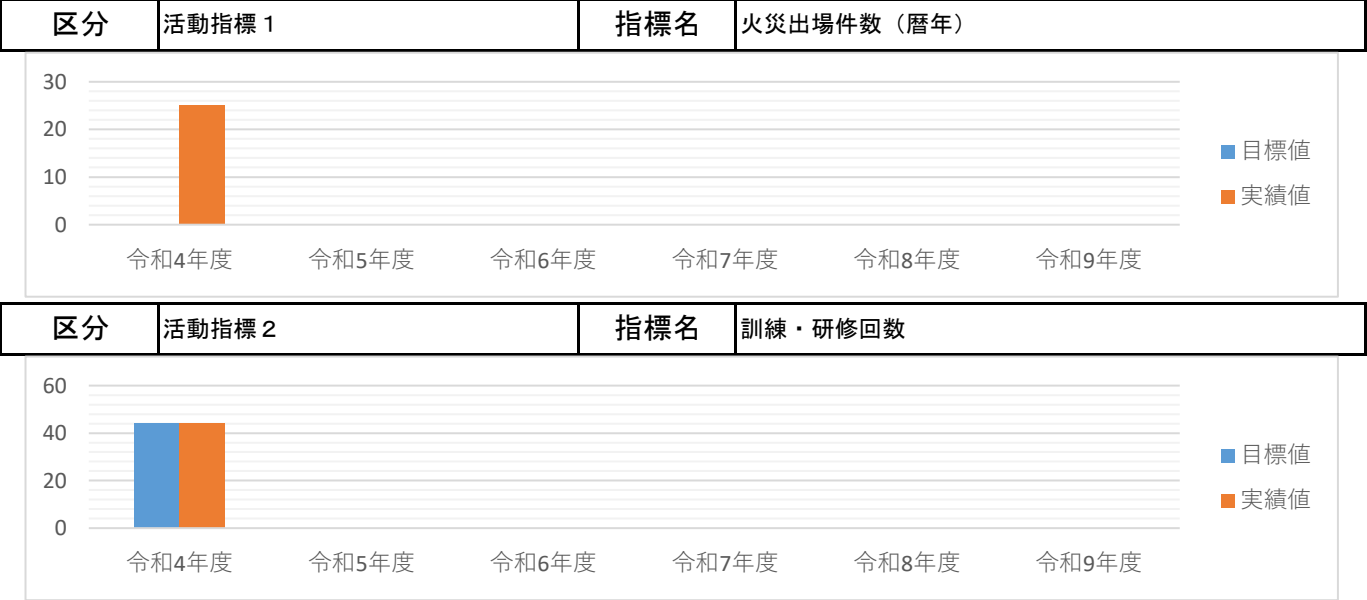 区分 活動指標１ 指標名 火災出場件数（暦年）
30
20
10
0
令和4年度 令和5年度 令和6年度 令和7年度 令和8年度 令和9年度
目標値
実績値
区分 活動指標２ 指標名 訓練・研修回数
60
40
20
0
令和4年度 令和5年度 令和6年度 令和7年度 令和8年度 令和9年度
目標値
実績値